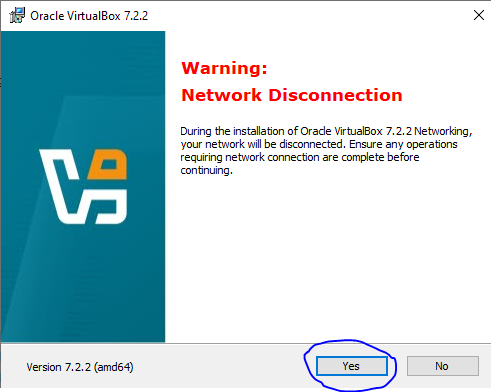 Oracle VirtualBox 7.2.2
Warning:
Network Disconnection
During the installation of Oracle VirtualBox 7.2.2 Networking,
your network will be disconnected. Ensure any operations
requiring network connection are complete before
continuing.
Version 7.2.2 (amd64)
Yes
No